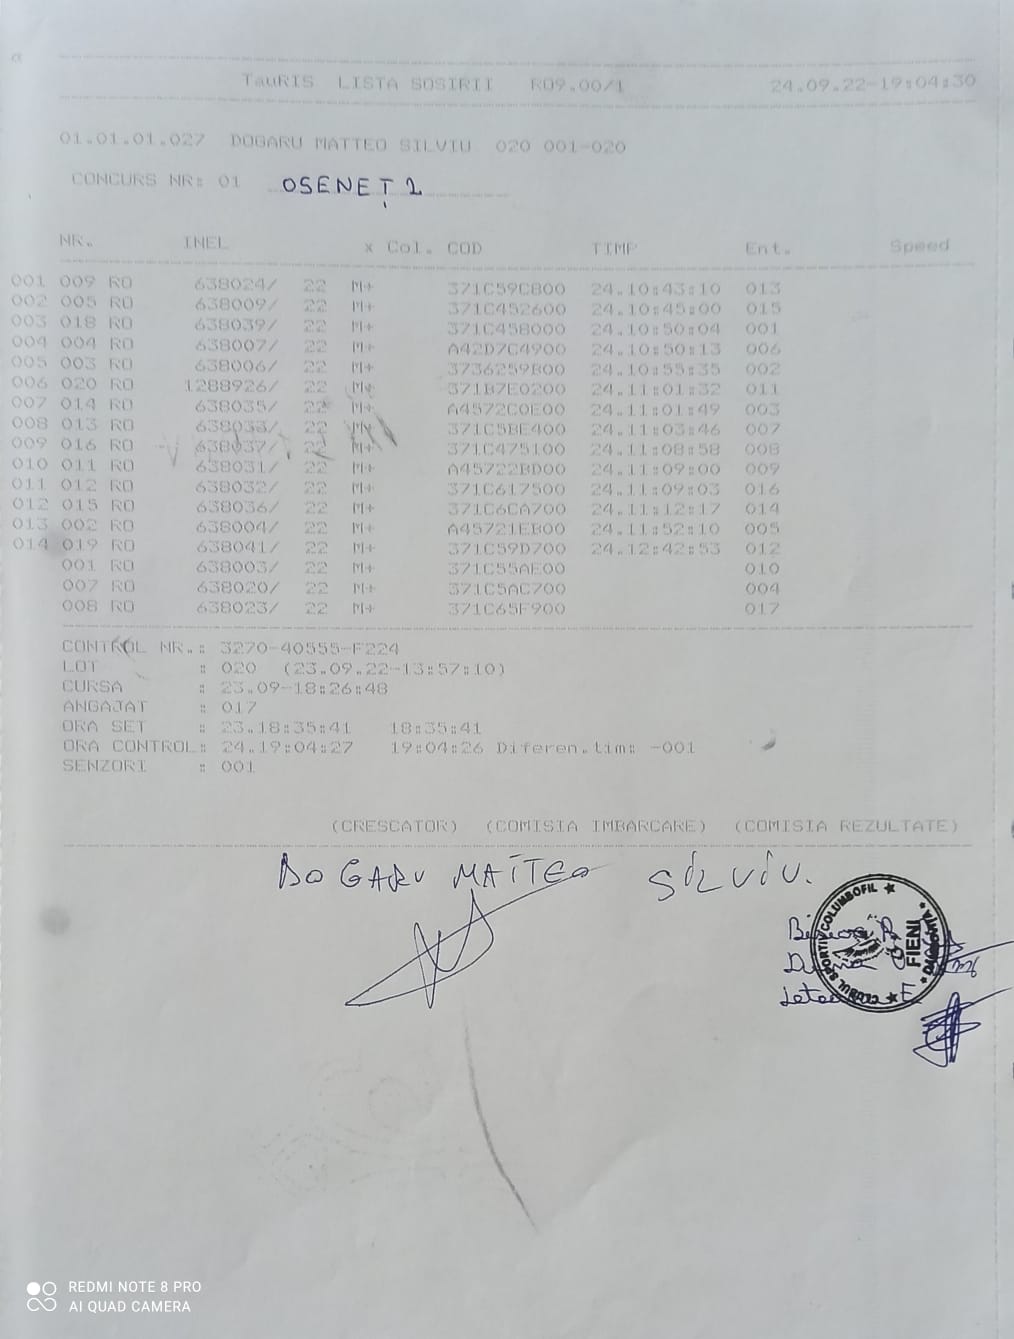 TauRIS LISTA SOSIRII R09.00/1 24.09.22-19:04:30
01.01.01.027 DOGARU MATTEO SILVIU 020 001-020
CONCURS NR: 01 OSENEȚ 2
NR. INEL x Col. COD TIMP Ent. Speed
001 009 RO 638024/ 22 M+ 371C59CB00 24.10:43:10 013
002 005 RO 638009/ 22 M+ 371C452600 24.10:45:00 015
003 018 RO 638039/ 22 M+ 371C458000 24.10:50:04 001
004 004 RO 638007/ 22 M+ A42D7C4900 24.10:50:13 006
005 003 RO 638006/ 22 M+ 3736259B00 24.10:55:35 002
006 020 RO 1288926/ 22 M+ 371B7E0200 24.11:01:32 011
007 014 RO 638035/ 22 M+ A4572C0E00 24.11:01:49 003
008 013 RO 638033/ 22 371C5BE400 24.11:03:46 007
009 016 RO 638037/ 22 M+ 371C475100 24.11:08:58 008
010 011 RO 638031/ 22 M+ A45722BD00 24.11:09:00 009
011 012 RO 638032/ 22 M+ 371C617500 24.11:09:03 016
012 015 RO 638036/ 22 M+ 371C6CA700 24.11:12:17 014
013 002 RO 638004/ 22 M+ A45721EB00 24.11:52:10 005
014 019 RO 638041/ 22 M+ 371C59D700 24.12:42:53 012
001 RO 638003/ 22 M+ 371C55AE00 010
007 RO 638020/ 22 M+ 371C5AC700 004
008 RO 638023/ 22 M+ 371C65F900 017
CONTROL NR.: 3270-40555-F224
LOT : 020 (23.09.22-13:57:10)
CURSA : 23.09-18:26:48
ANGAJAT : 017
ORA SET : 23.18:35:41 18:35:41
ORA CONTROL: 24.19:04:27 19:04:26 Diferen.tim: -001
SENZORI : 001
(CRESCATOR) (COMISIA IMBARCARE) (COMISIA REZULTATE)
DOGARU MATTEO SILVIU.
CLUBUL SPORTIV COLUMBOFIL
FIENI
DAMBOVITA
REDMI NOTE 8 PRO
AI QUAD CAMERA